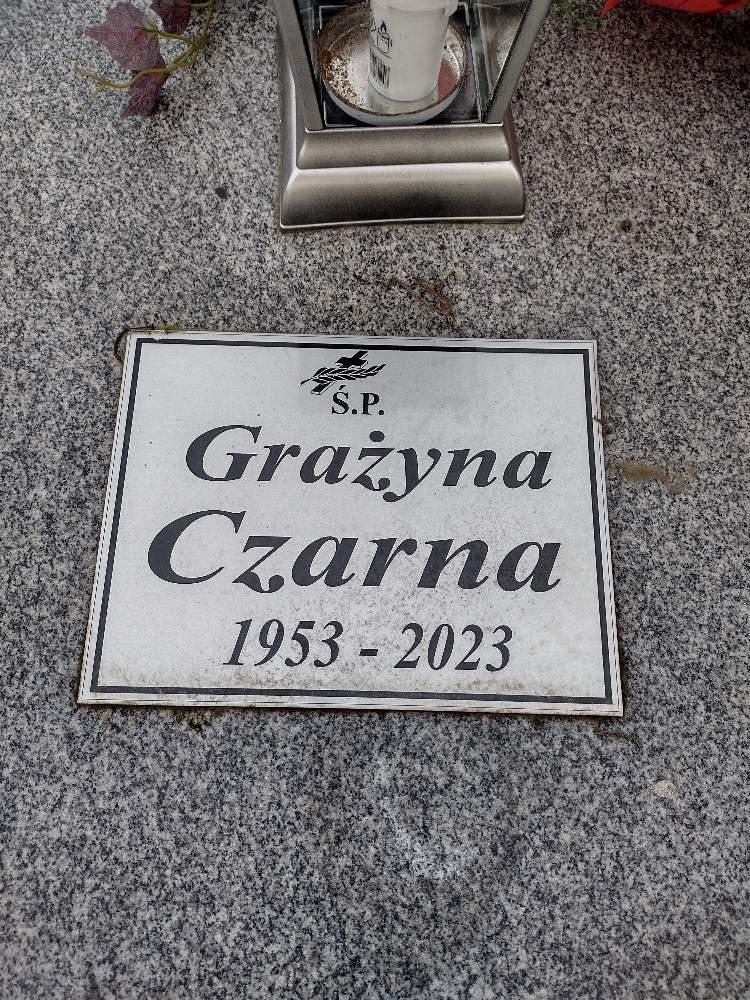 Ś.P.
Grażyna
Czarna
1953 - 2023